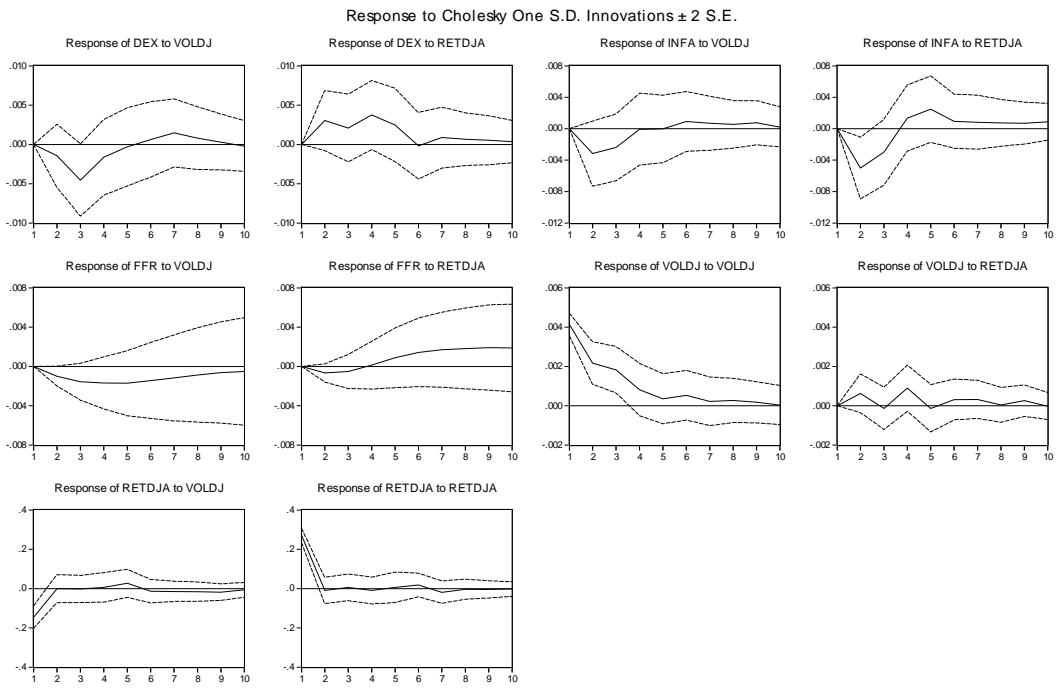 Response to Cholesky One S.D. Innovations ± 2 S.E.
Response of DEX to VOLDJ
.010
.005
.000
-.005
-.010
1 2 3 4 5 6 7 8 9 10
Response of DEX to RETDJA
.010
.005
.000
-.005
-.010
1 2 3 4 5 6 7 8 9 10
Response of INFA to VOLDJ
.008
.004
.000
-.004
-.008
-.012
1 2 3 4 5 6 7 8 9 10
Response of INFA to RETDJA
.008
.004
.000
-.004
-.008
-.012
1 2 3 4 5 6 7 8 9 10
Response of FFR to VOLDJ
.008
.004
.000
-.004
-.008
1 2 3 4 5 6 7 8 9 10
Response of FFR to RETDJA
.008
.004
.000
-.004
-.008
1 2 3 4 5 6 7 8 9 10
Response of VOLDJ to VOLDJ
.006
.004
.002
.000
-.002
1 2 3 4 5 6 7 8 9 10
Response of VOLDJ to RETDJA
.006
.004
.002
.000
-.002
1 2 3 4 5 6 7 8 9 10
Response of RETDJA to VOLDJ
.4
.2
.0
-.2
-.4
1 2 3 4 5 6 7 8 9 10
Response of RETDJA to RETDJA
.4
.2
.0
-.2
-.4
1 2 3 4 5 6 7 8 9 10